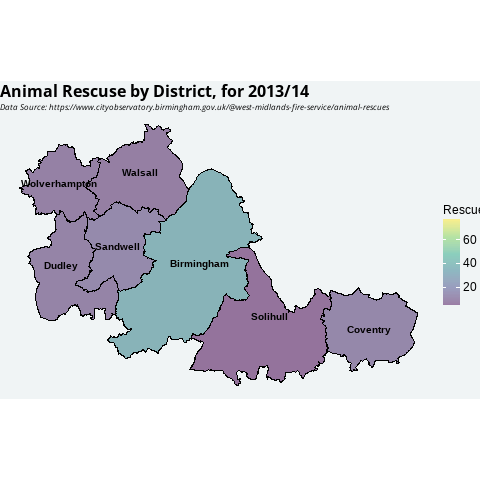 Animal Rescuse by District, for 2013/14
Data Source: https://www.cityobservatory.birmingham.gov.uk/@west-midlands-fire-service/animal-rescues
Walsall
Wolverhampton
Rescue
Sandwell
60
Birmingham
Dudley
40
20
Solihull
Coventry